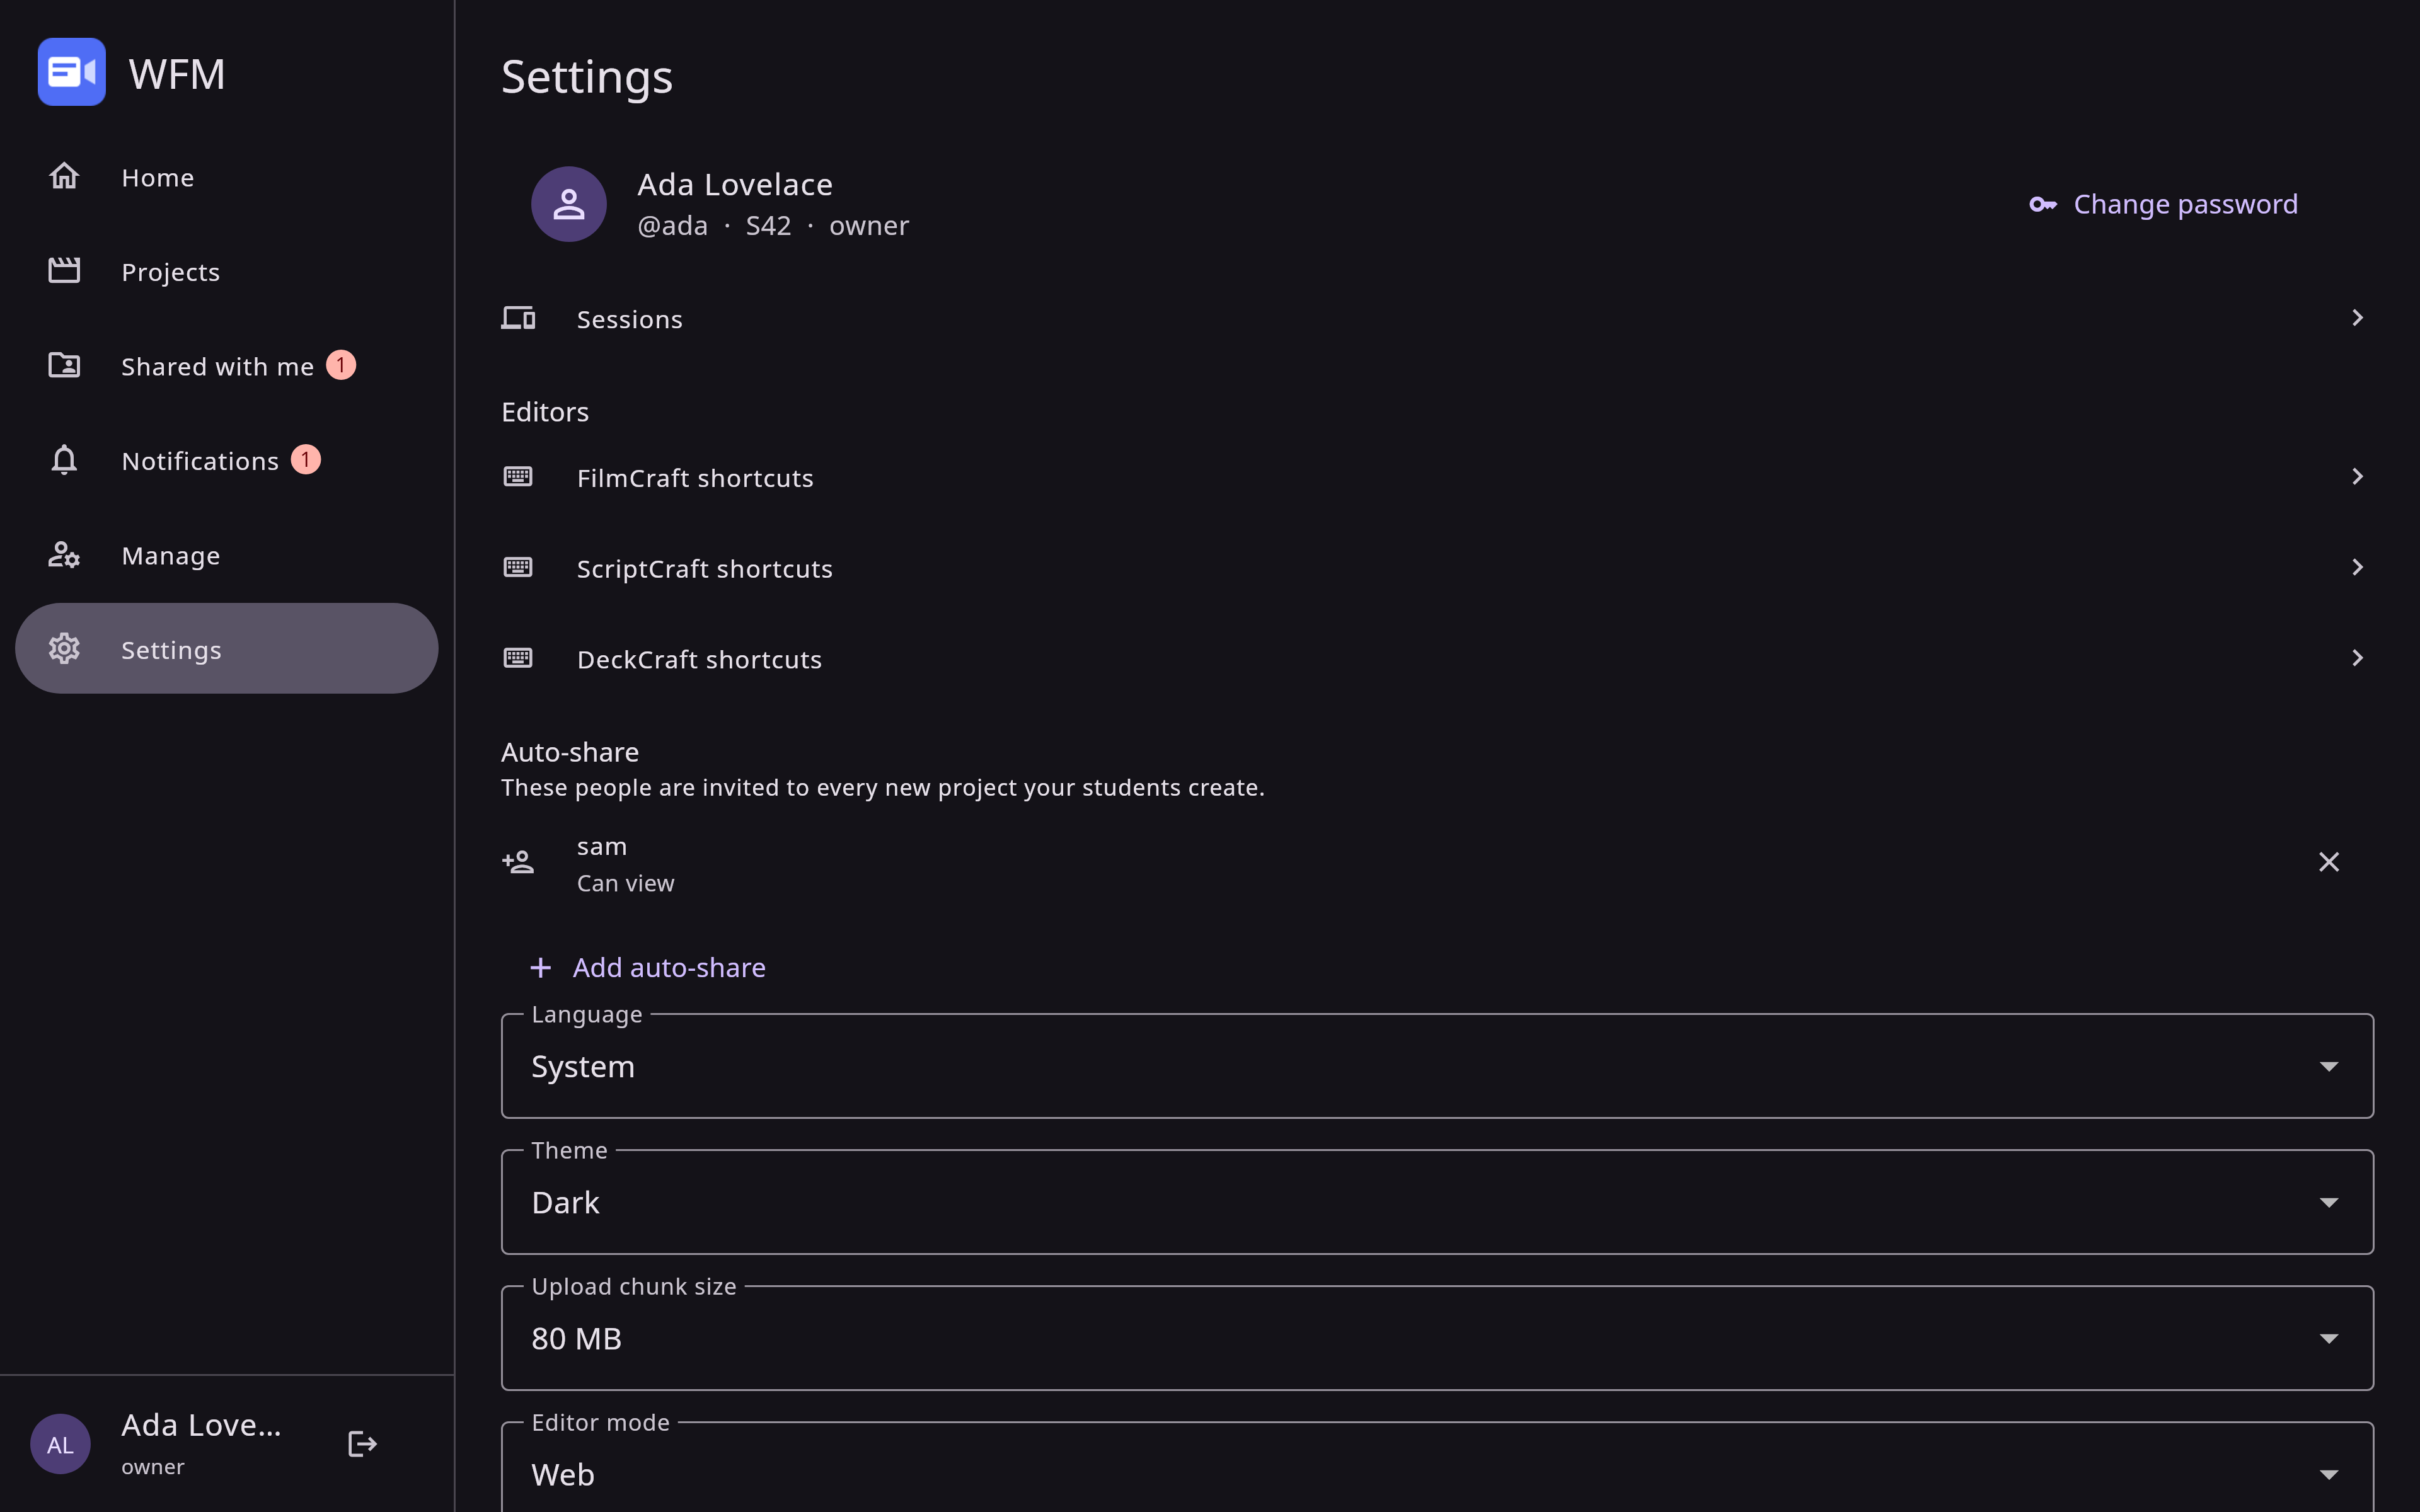 WFM
Home
Projects
Shared with me 1
Notifications 1
Manage
Settings
Ada Love...
owner
AL
Settings
Ada Lovelace
@ada · S42 · owner
Change password
Sessions
Editors
FilmCraft shortcuts
ScriptCraft shortcuts
DeckCraft shortcuts
Auto-share
These people are invited to every new project your students create.
sam
Can view
Add auto-share
Language
System
Theme
Dark
Upload chunk size
80 MB
Editor mode
Web